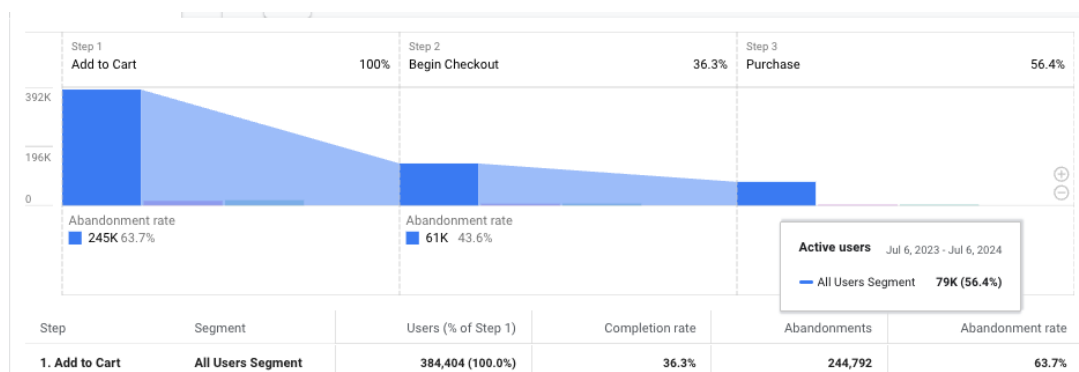 Step 1
Add to Cart 100%
Step 2
Begin Checkout 36.3%
Step 3
Purchase 56.4%
392K
196K
0
Abandonment rate
245K 63.7%
Abandonment rate
61K 43.6%
Active users Jul 6, 2023 - Jul 6, 2024
All Users Segment 79K (56.4%)
Step Segment Users (% of Step 1) Completion rate Abandonments Abandonment rate
1. Add to Cart All Users Segment 384,404 (100.0%) 36.3% 244,792 63.7%